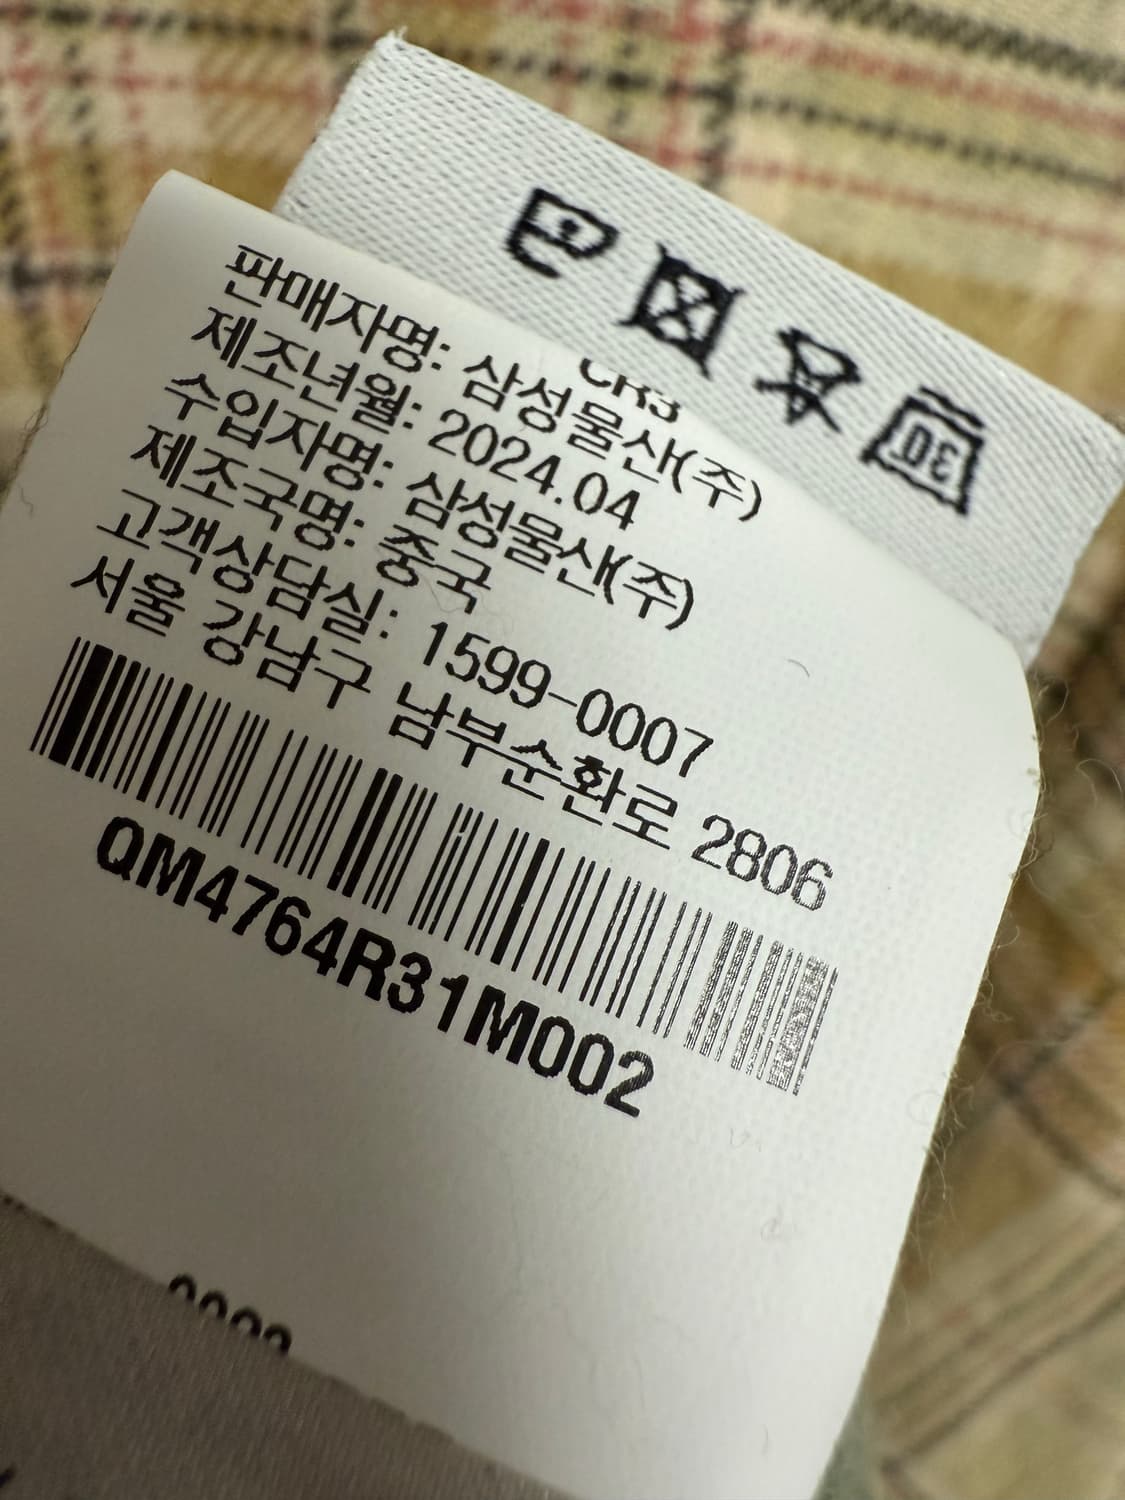 CR3
판매자명: 삼성물산(주)
제조년월: 2024.04
수입자명: 삼성물산(주)
제조국명: 중국
고객상담실: 1599-0007
서울 강남구 남부순환로 2806
QM4764R31M002